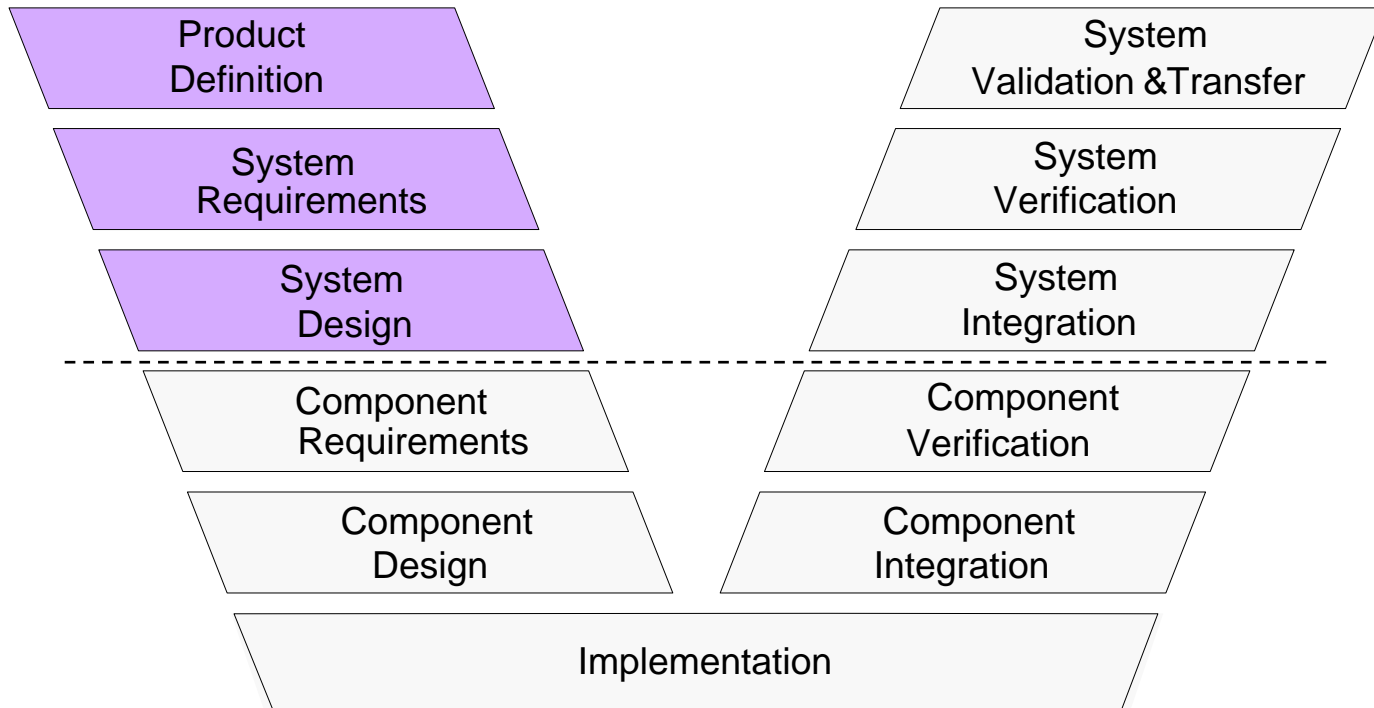 Product
Definition
System
Requirements
System
Design
Component
Requirements
Component
Design
Implementation
System
Validation &Transfer
System
Verification
System
Integration
Component
Verification
Component
Integration